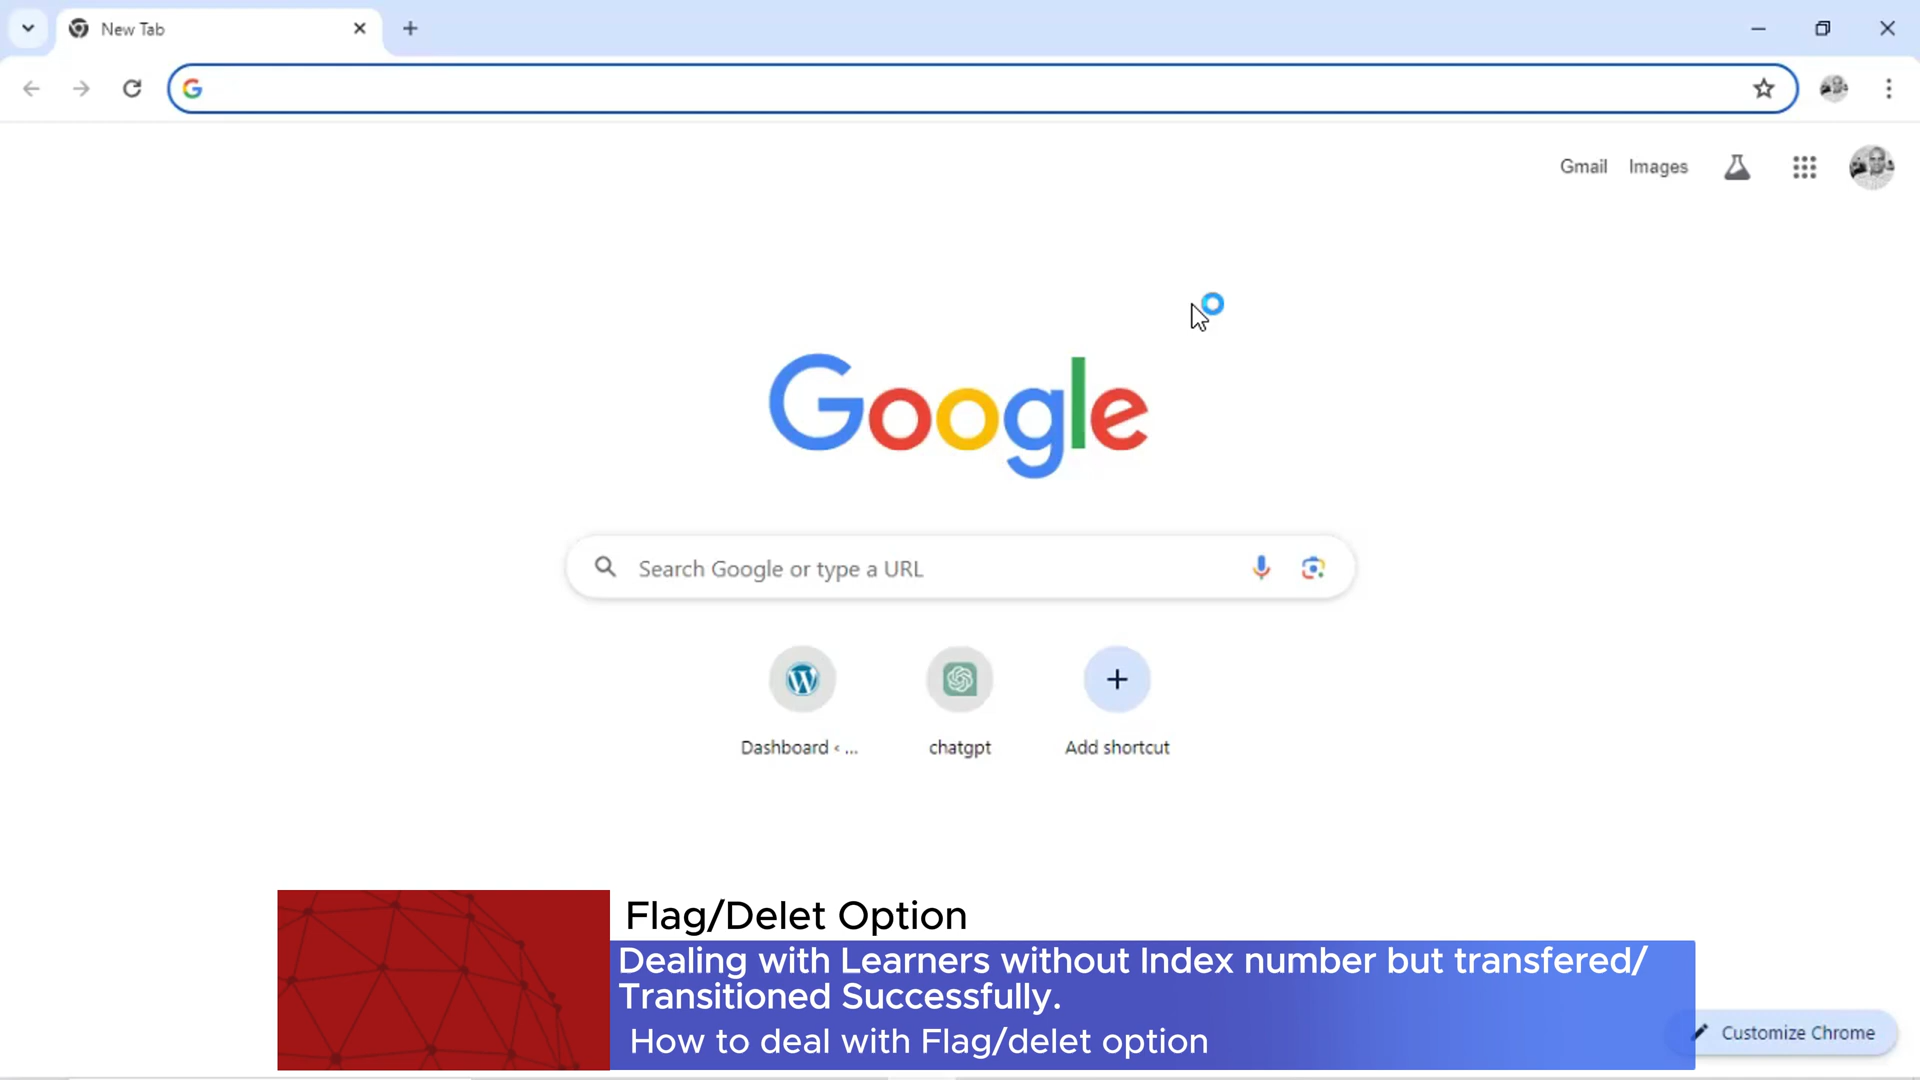 New Tab
Gmail Images
Google
Search Google or type a URL
Dashboard ‹ ...
chatgpt
Add shortcut
Flag/Delet Option
Dealing with Learners without Index number but transfered/
Transitioned Successfully.
How to deal with Flag/delet option
Customize Chrome